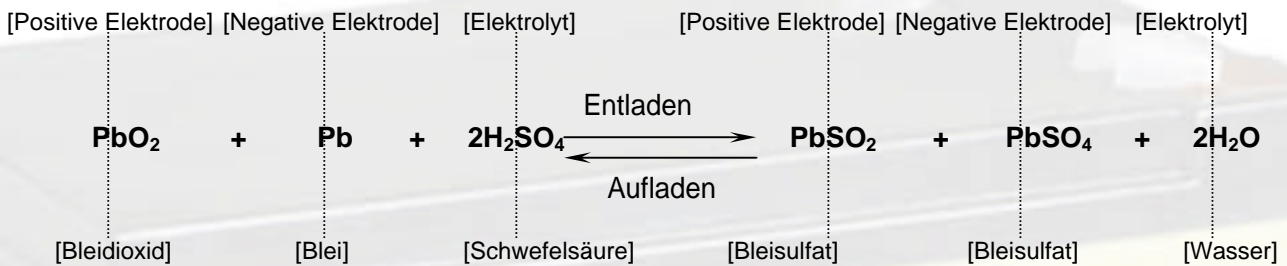 [Positive Elektrode] [Negative Elektrode] [Elektrolyt] [Positive Elektrode] [Negative Elektrode] [Elektrolyt]
Entladen
PbO₂ + Pb + 2H₂SO₄ PbSO₂ + PbSO₄ + 2H₂O
Aufladen
[Bleidioxid] [Blei] [Schwefelsäure] [Bleisulfat] [Bleisulfat] [Wasser]